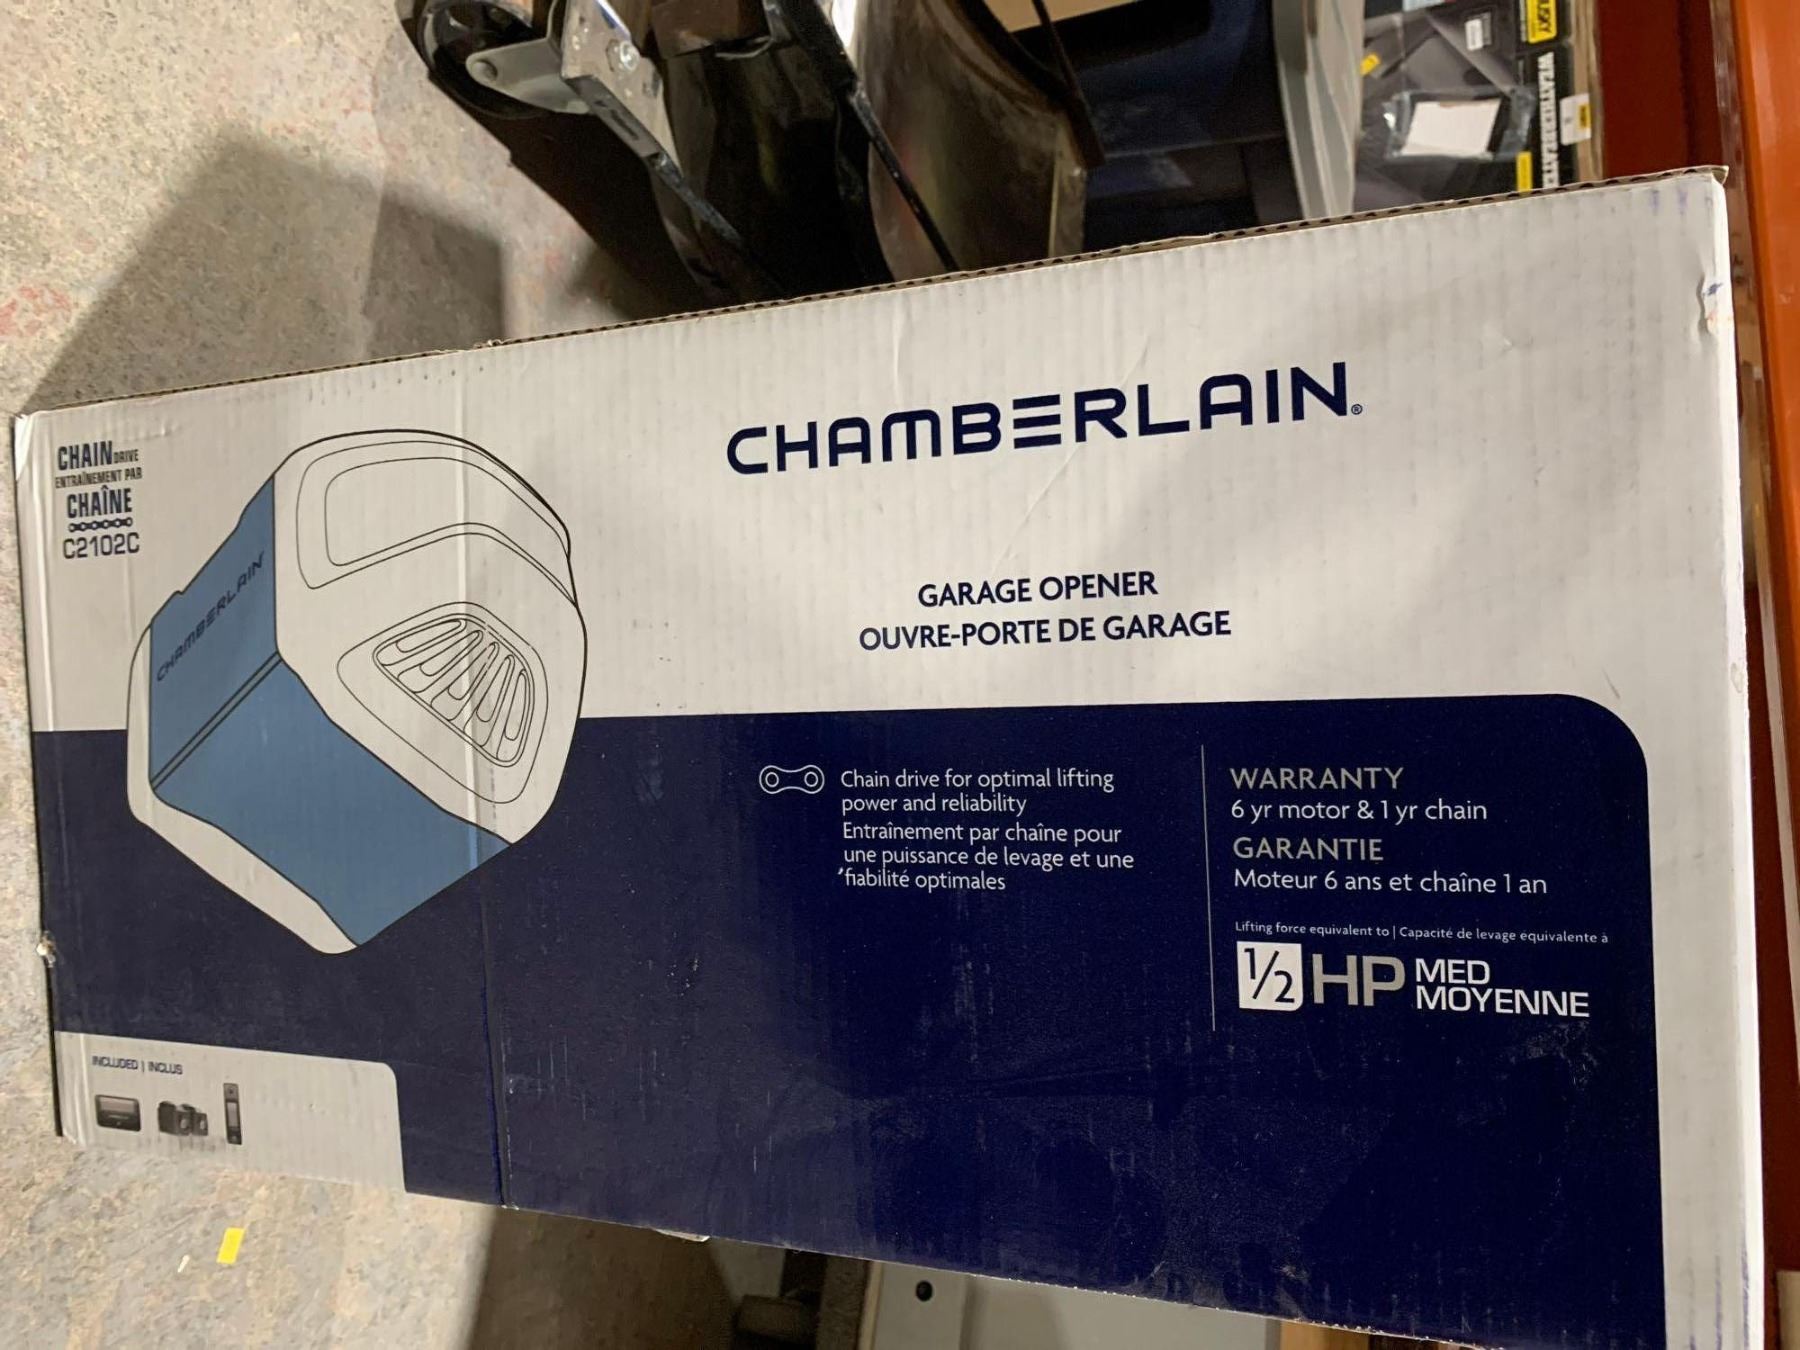 HUSKY
WEATHER
CHAMBERLAIN®
CHAIN DRIVE
ENTRAÎNEMENT PAR
CHAÎNE
C2102C
CHAMBERLAIN
GARAGE OPENER
OUVRE-PORTE DE GARAGE
Chain drive for optimal lifting
power and reliability
Entraînement par chaîne pour
une puissance de levage et une
fiabilité optimales
WARRANTY
6 yr motor & 1 yr chain
GARANTIE
Moteur 6 ans et chaîne 1 an
Lifting force equivalent to | Capacité de levage equivalente à
1/2 HP MED
MOYENNE
INCLUDED | INCLUS